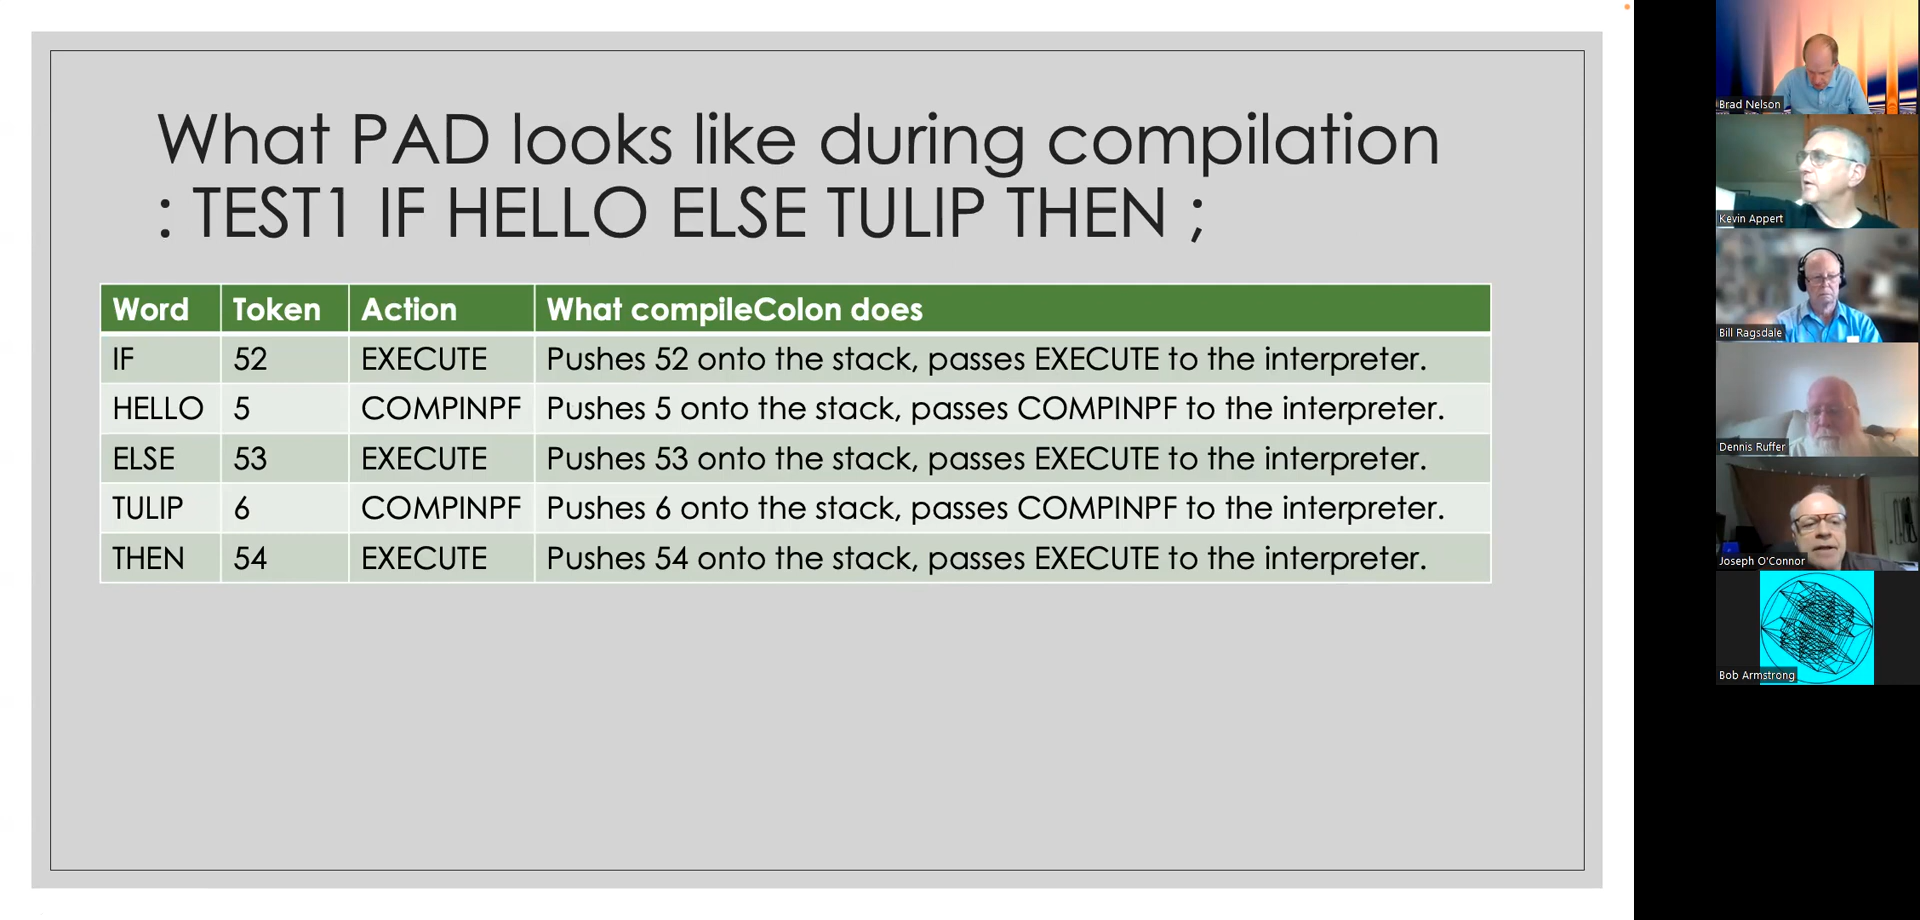 What PAD looks like during compilation
: TEST1 IF HELLO ELSE TULIP THEN ;
Word Token Action What compileColon does
IF 52 EXECUTE Pushes 52 onto the stack, passes EXECUTE to the interpreter.
HELLO 5 COMPINPF Pushes 5 onto the stack, passes COMPINPF to the interpreter.
ELSE 53 EXECUTE Pushes 53 onto the stack, passes EXECUTE to the interpreter.
TULIP 6 COMPINPF Pushes 6 onto the stack, passes COMPINPF to the interpreter.
THEN 54 EXECUTE Pushes 54 onto the stack, passes EXECUTE to the interpreter.
Brad Nelson
Kevin Appert
Bill Ragsdale
Dennis Ruffer
Joseph O'Connor
Bob Armstrong